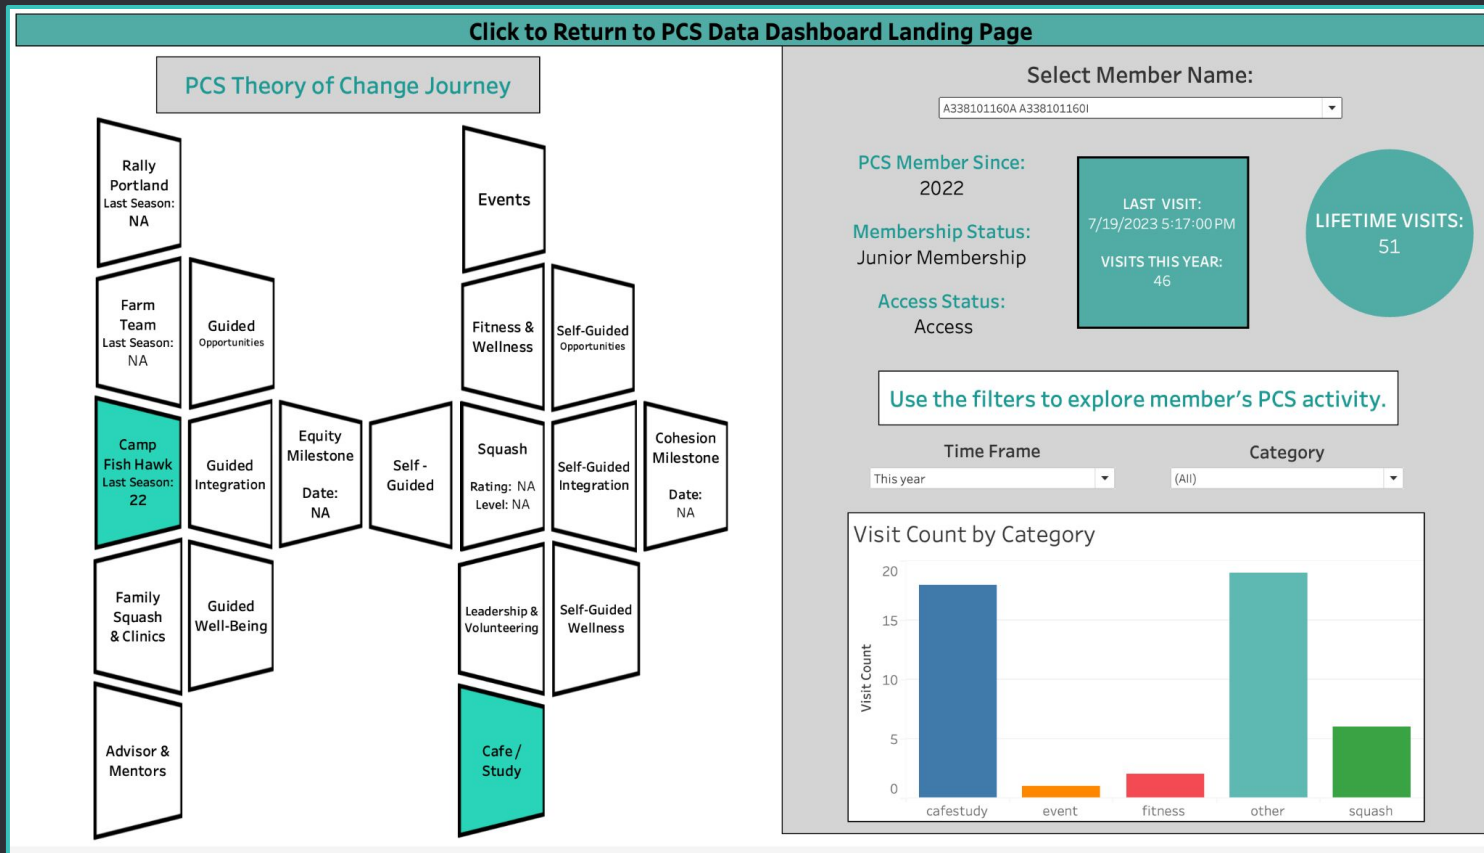 Click to Return to PCS Data Dashboard Landing Page
PCS Theory of Change Journey
Rally
Portland
Last Season:
NA
Farm
Team
Last Season:
NA
Guided
Opportunities
Camp
Fish Hawk
Last Season:
22
Guided
Integration
Equity
Milestone
Date:
NA
Family
Squash
& Clinics
Guided
Well-Being
Advisor &
Mentors
Events
Fitness &
Wellness
Self-Guided
Opportunities
Self -
Guided
Squash
Rating: NA
Level: NA
Self-Guided
Integration
Cohesion
Milestone
Date:
NA
Leadership &
Volunteering
Self-Guided
Wellness
Cafe /
Study
Select Member Name:
A338101160A A338101160I
PCS Member Since:
2022
Membership Status:
Junior Membership
Access Status:
Access
LAST VISIT:
7/19/2023 5:17:00 PM
VISITS THIS YEAR:
46
LIFETIME VISITS:
51
Use the filters to explore member's PCS activity.
Time Frame
This year
Category
(All)
Visit Count by Category
Visit Count
20
15
10
5
0
cafestudy
event
fitness
other
squash